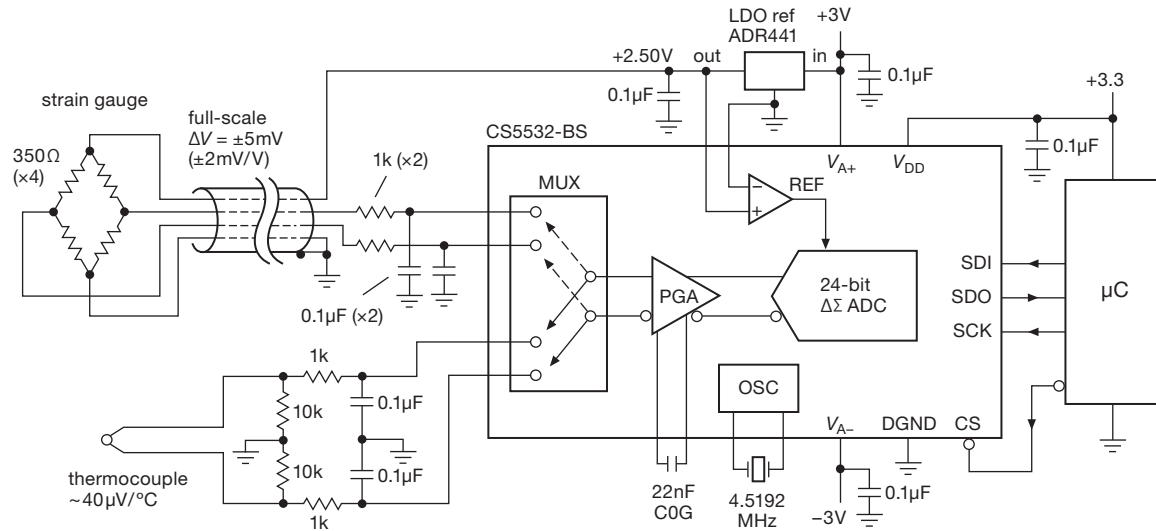 LDO ref
ADR441
+3V
+2.50V
out
in
0.1µF
0.1µF
+3.3
strain gauge
full-scale
ΔV = ±5mV
(±2mV/V)
CS5532-BS
VA+
VDD
0.1µF
350Ω
(×4)
1k (×2)
MUX
REF
−
+
SDI
PGA
24-bit
ΔΣ ADC
SDO
µC
SCK
0.1µF (×2)
1k
OSC
10k
0.1µF
VA−
DGND
CS
10k
0.1µF
thermocouple
~40µV/°C
1k
22nF
C0G
4.5192
MHz
−3V
0.1µF